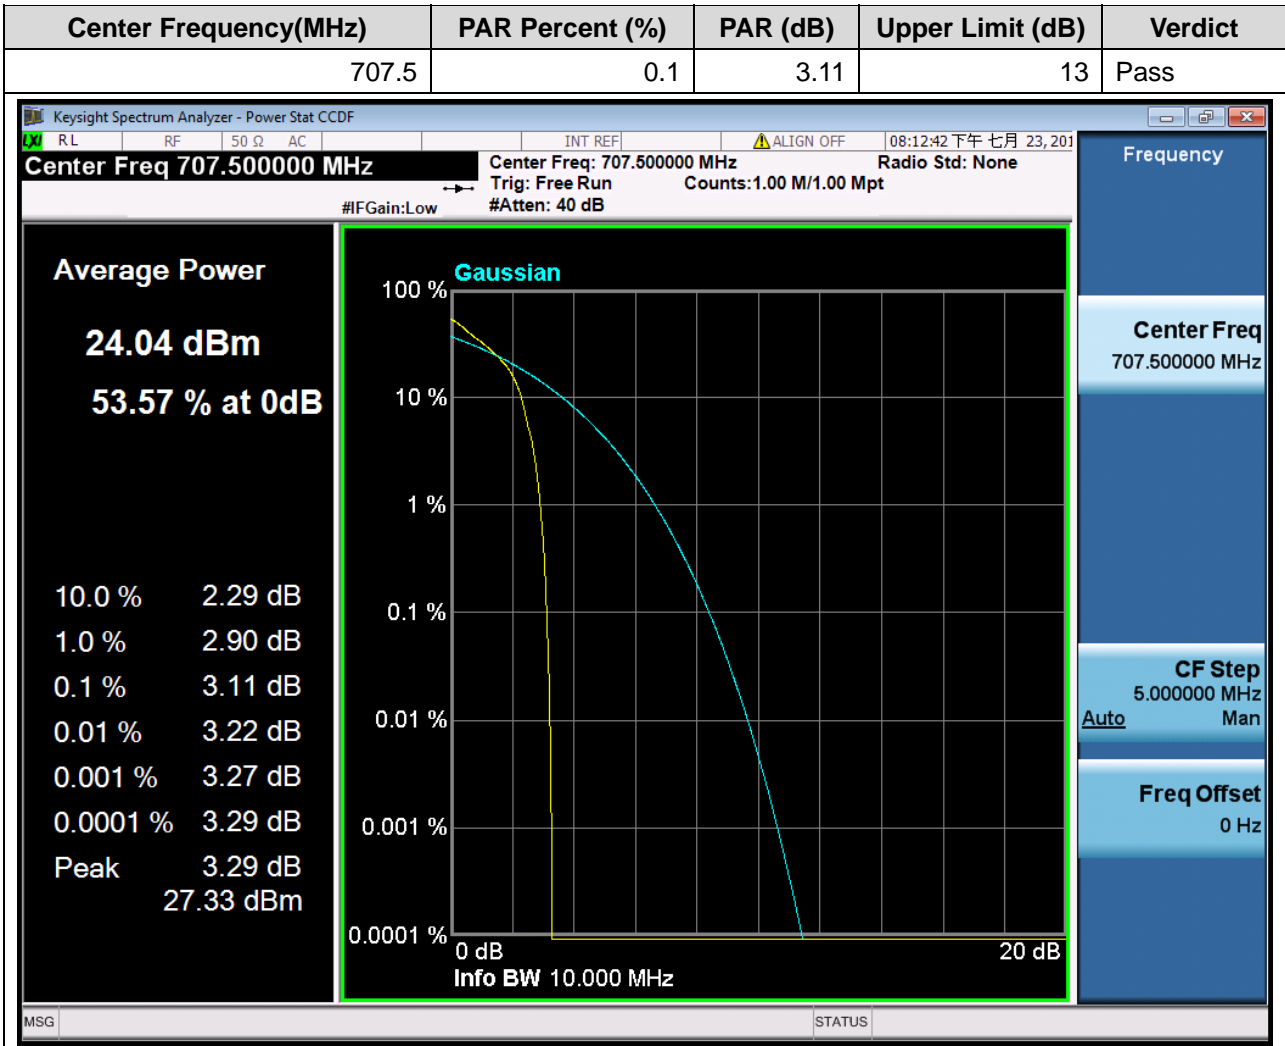 Center Frequency(MHz) PAR Percent (%) PAR (dB) Upper Limit (dB) Verdict
707.5 0.1 3.11 13 Pass
Keysight Spectrum Analyzer - Power Stat CCDF
LXI RL RF 50 Ω AC INT REF ALIGN OFF 08:12:42 下午 七月 23, 201
Center Freq 707.500000 MHz
Center Freq: 707.500000 MHz Radio Std: None
Trig: Free Run Counts:1.00 M/1.00 Mpt
#IFGain:Low #Atten: 40 dB
Average Power
24.04 dBm
53.57 % at 0dB
10.0 % 2.29 dB
1.0 % 2.90 dB
0.1 % 3.11 dB
0.01 % 3.22 dB
0.001 % 3.27 dB
0.0001 % 3.29 dB
Peak 3.29 dB
27.33 dBm
Gaussian
100 %
10 %
1 %
0.1 %
0.01 %
0.001 %
0.0001 %
0 dB 20 dB
Info BW 10.000 MHz
Frequency
Center Freq
707.500000 MHz
CF Step
5.000000 MHz
Auto Man
Freq Offset
0 Hz
MSG STATUS